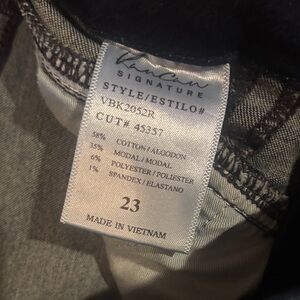 KanCan
SIGNATURE
STYLE/ESTILO#
VBK2052R
CUT# 45357
58% COTTON/ALGODON
35% MODAL/MODAL
6% POLYESTER/POLIESTER
1% SPANDEX/ELASTANO
23
MADE IN VIETNAM